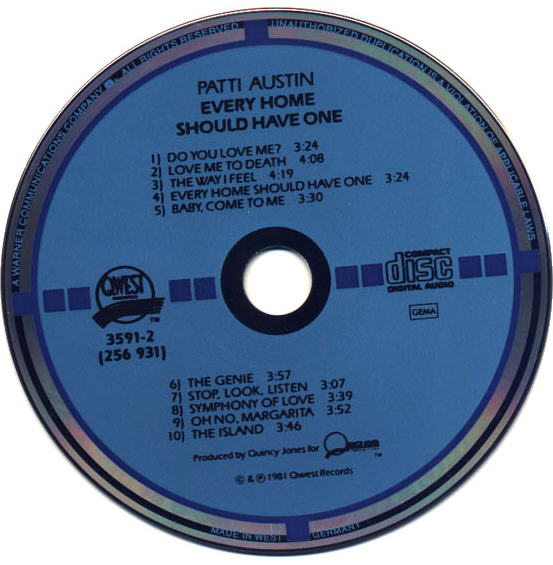 A WARNER COMMUNICATIONS COMPANY ALL RIGHTS RESERVED UNAUTHORIZED DUPLICATION IS A VIOLATION OF APPLICABLE LAWS
PATTI AUSTIN
EVERY HOME
SHOULD HAVE ONE
1) DO YOU LOVE ME? 3:24
2) LOVE ME TO DEATH 4:08
3) THE WAY I FEEL 4:19
4) EVERY HOME SHOULD HAVE ONE 3:24
5) BABY, COME TO ME 3:30
QWEST
TM
3591-2
(256 931)
COMPACT
disc
DIGITAL AUDIO
GEMA
6) THE GENIE 3:57
7) STOP, LOOK, LISTEN 3:07
8) SYMPHONY OF LOVE 3:39
9) OH NO, MARGARITA 3:52
10) THE ISLAND 3:46
Produced by Quincy Jones for
TM
© & ℗ 1981 Qwest Records
MADE IN WEST GERMANY